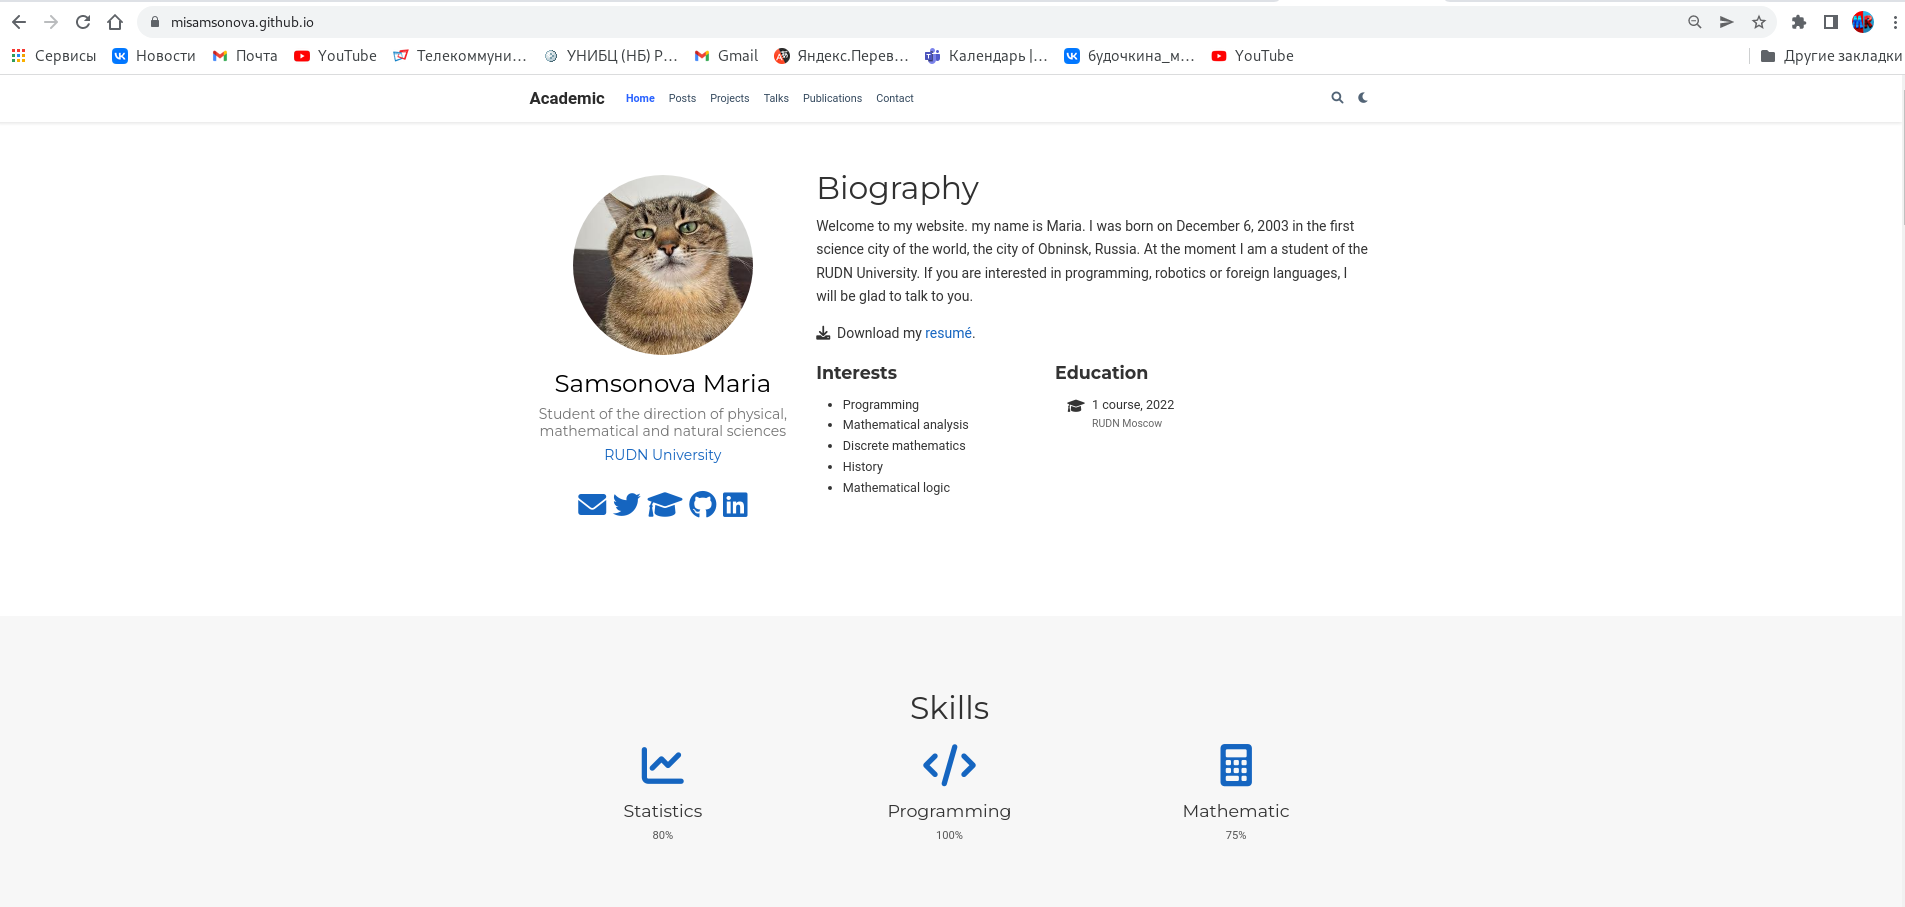 misamsonova.github.io
Сервисы Новости Почта YouTube Телекоммуни... УНИБЦ (НБ) Р... Gmail Яндекс.Перев... Календарь |... будочкина_м... YouTube Другие закладки
Academic Home Posts Projects Talks Publications Contact
Biography
Welcome to my website. my name is Maria. I was born on December 6, 2003 in the first
science city of the world, the city of Obninsk, Russia. At the moment I am a student of the
RUDN University. If you are interested in programming, robotics or foreign languages, I
will be glad to talk to you.
Download my resumé.
Samsonova Maria
Student of the direction of physical,
mathematical and natural sciences
RUDN University
Interests
Programming
Mathematical analysis
Discrete mathematics
History
Mathematical logic
Education
1 course, 2022
RUDN Moscow
Skills
Statistics
80%
Programming
100%
Mathematic
75%